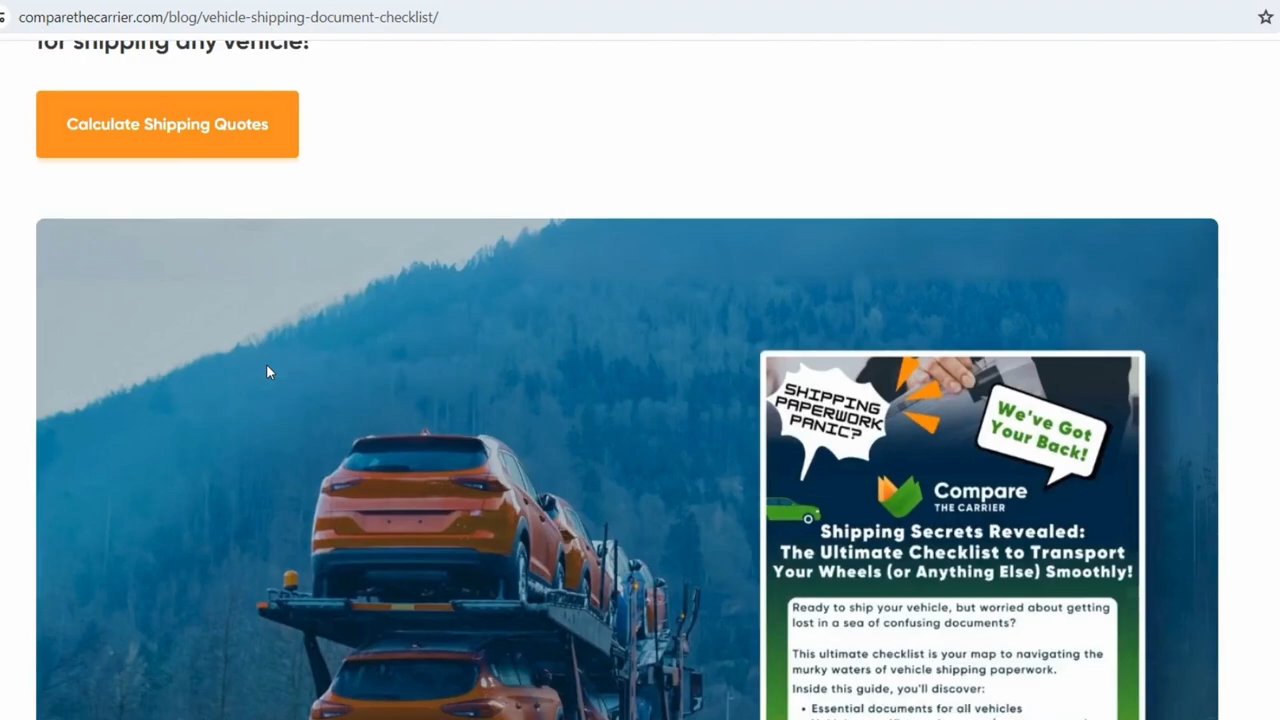 comparethecarrier.com/blog/vehicle-shipping-document-checklist/
for shipping any vehicle!
Calculate Shipping Quotes
SHIPPING
PAPERWORK
PANIC?
We've Got
Your Back!
Compare
THE CARRIER
Shipping Secrets Revealed:
The Ultimate Checklist to Transport
Your Wheels (or Anything Else) Smoothly!
Ready to ship your vehicle, but worried about getting
lost in a sea of confusing documents?
This ultimate checklist is your map to navigating the
murky waters of vehicle shipping paperwork.
Inside this guide, you'll discover:
• Essential documents for all vehicles